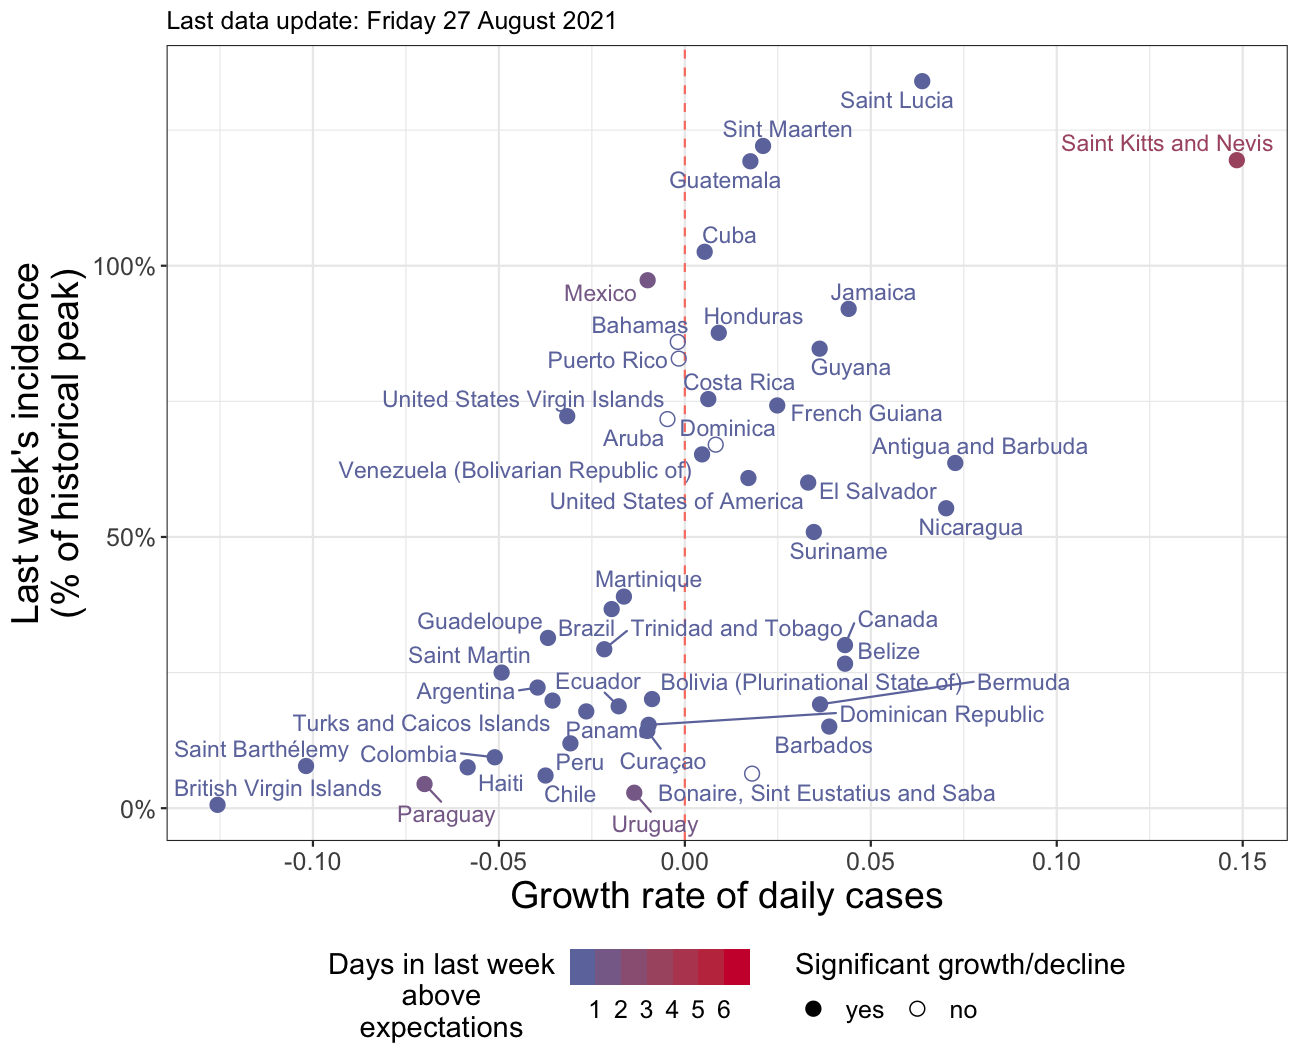 Last data update: Friday 27 August 2021
Last week's incidence
(% of historical peak)
100%
50%
0%
Saint Lucia
Sint Maarten
Saint Kitts and Nevis
Guatemala
Cuba
Mexico
Jamaica
Honduras
Bahamas
Puerto Rico
Guyana
Costa Rica
United States Virgin Islands
French Guiana
Dominica
Aruba
Antigua and Barbuda
Venezuela (Bolivarian Republic of)
El Salvador
United States of America
Nicaragua
Suriname
Martinique
Guadeloupe
Brazil
Trinidad and Tobago
Canada
Saint Martin
Belize
Argentina
Ecuador
Bolivia (Plurinational State of)
Bermuda
Turks and Caicos Islands
Panama
Dominican Republic
Barbados
Saint Barthélemy
Colombia
Peru
Curaçao
British Virgin Islands
Haiti
Chile
Bonaire, Sint Eustatius and Saba
Paraguay
Uruguay
-0.10
-0.05
0.00
0.05
0.10
0.15
Growth rate of daily cases
Days in last week
above
expectations
1 2 3 4 5 6
Significant growth/decline
yes
no